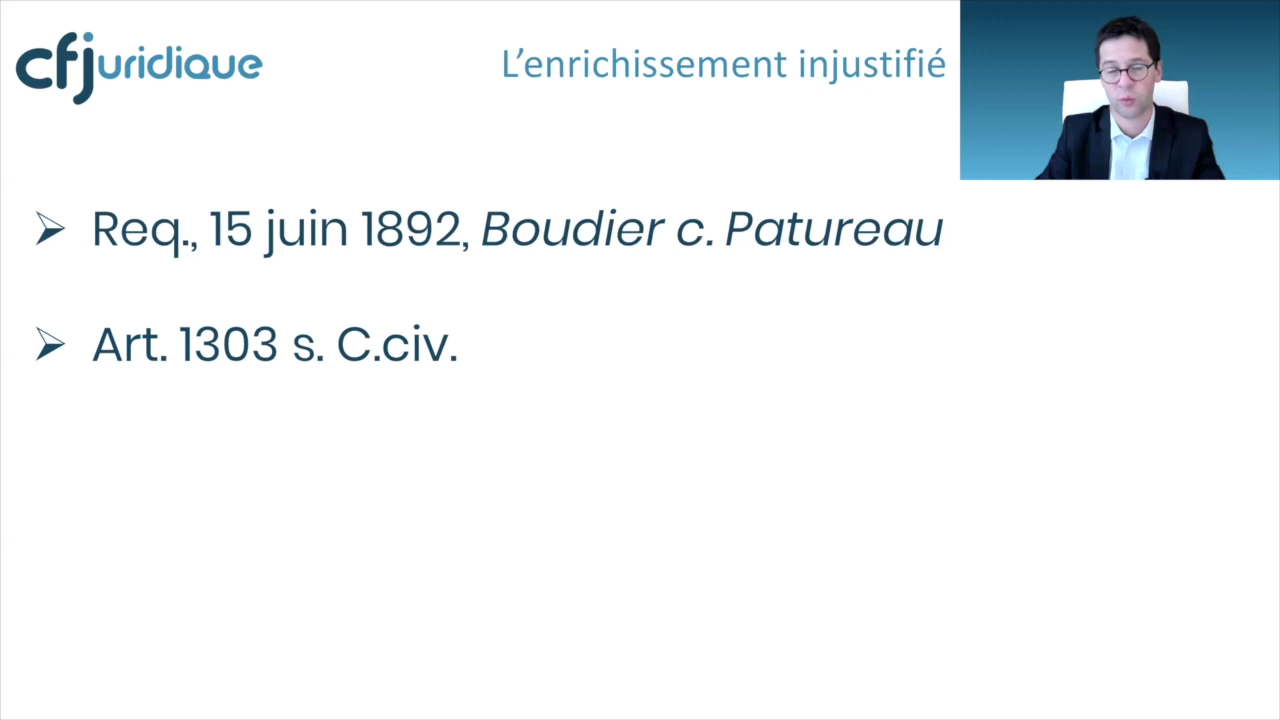 cfjuridique
L'enrichissement injustifié
Req., 15 juin 1892, Boudier c. Patureau
Art. 1303 s. C.civ.